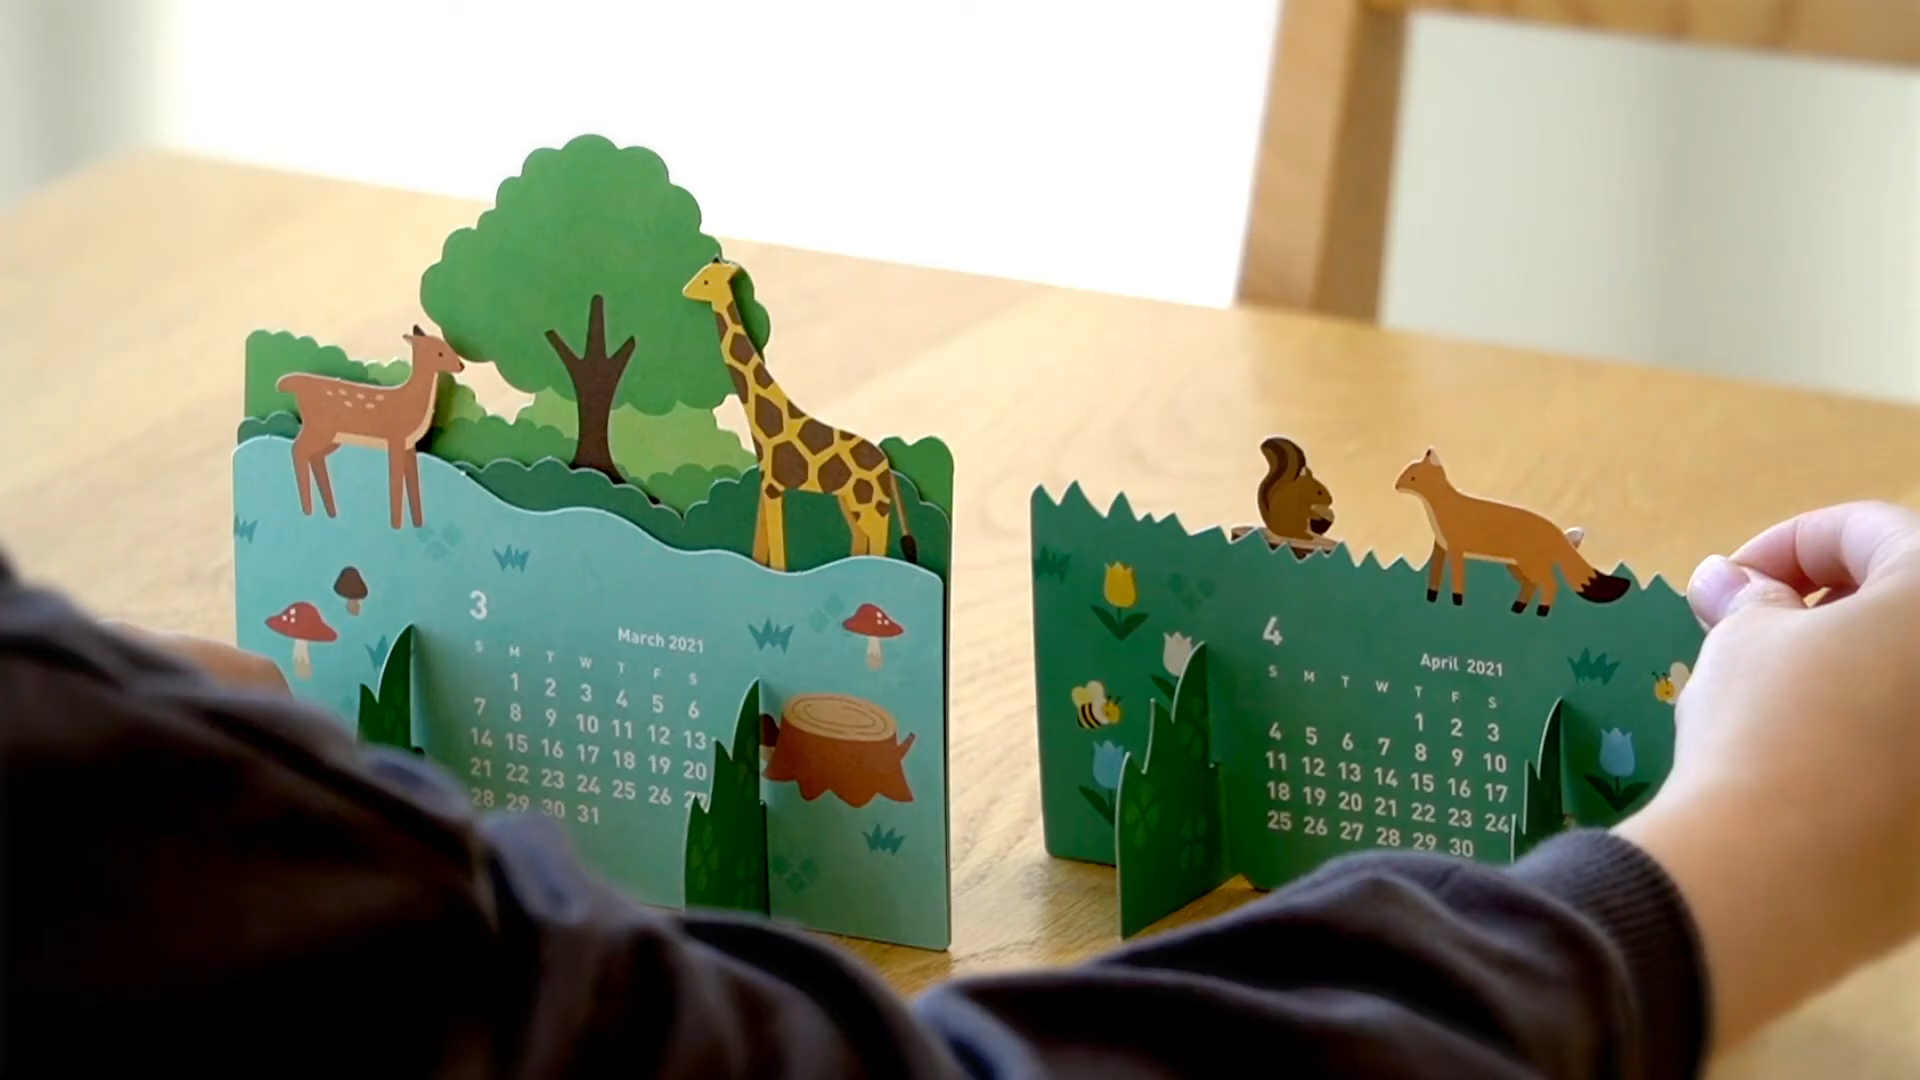 3
March 2021
S M T W T F S
1 2 3 4 5 6
7 8 9 10 11 12 13
14 15 16 17 18 19 20
21 22 23 24 25 26
28 29 30 31
4
April 2021
S M T W T F S
1 2 3
4 5 6 7 8 9 10
11 12 13 14 15 16 17
18 19 20 21 22 23 24
25 26 27 28 29 30